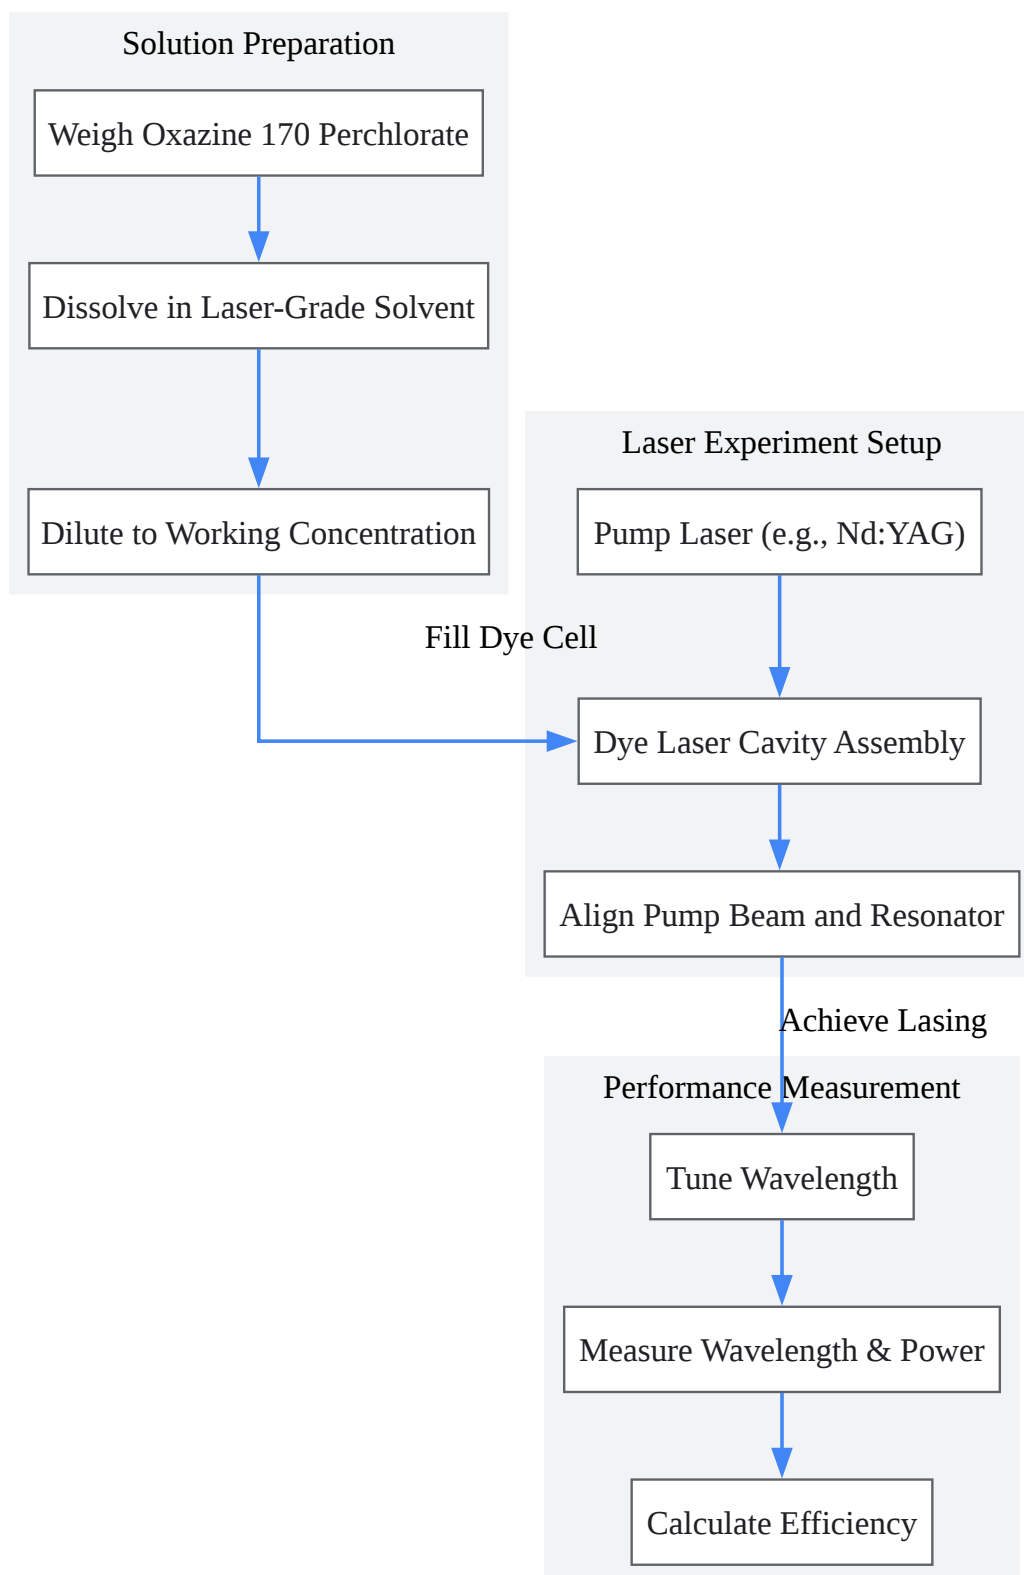 Solution Preparation
Weigh Oxazine 170 Perchlorate
Dissolve in Laser-Grade Solvent
Dilute to Working Concentration
Fill Dye Cell
Laser Experiment Setup
Pump Laser (e.g., Nd:YAG)
Dye Laser Cavity Assembly
Align Pump Beam and Resonator
Achieve Lasing
Performance Measurement
Tune Wavelength
Measure Wavelength & Power
Calculate Efficiency